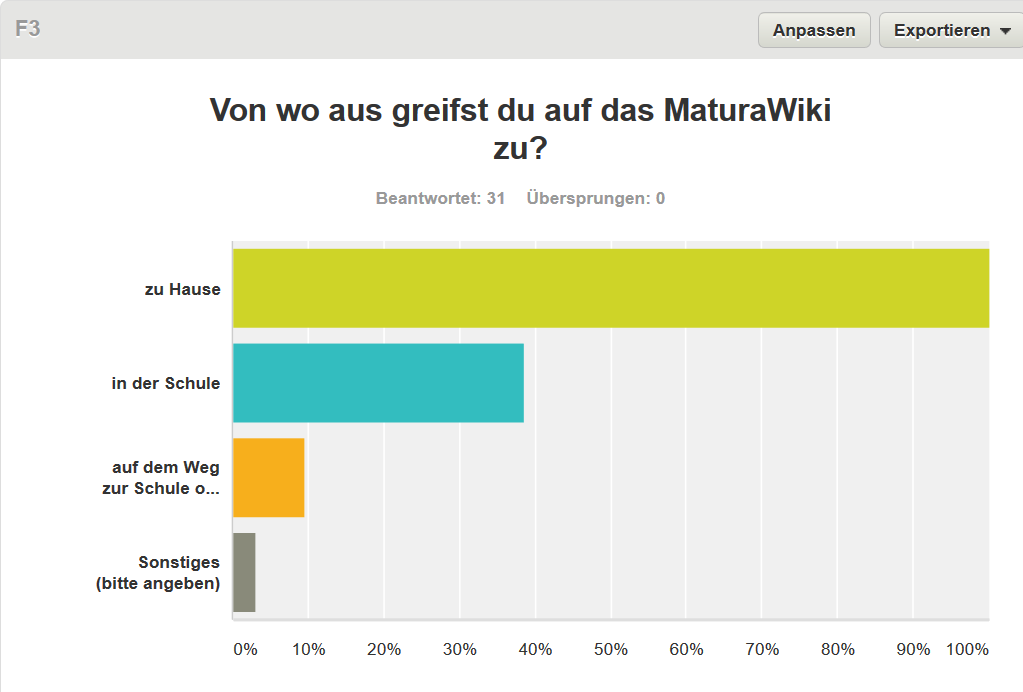 F3
Anpassen
Exportieren
Von wo aus greifst du auf das MaturaWiki
zu?
Beantwortet: 31 Übersprungen: 0
zu Hause
in der Schule
auf dem Weg
zur Schule o...
Sonstiges
(bitte angeben)
0% 10% 20% 30% 40% 50% 60% 70% 80% 90% 100%